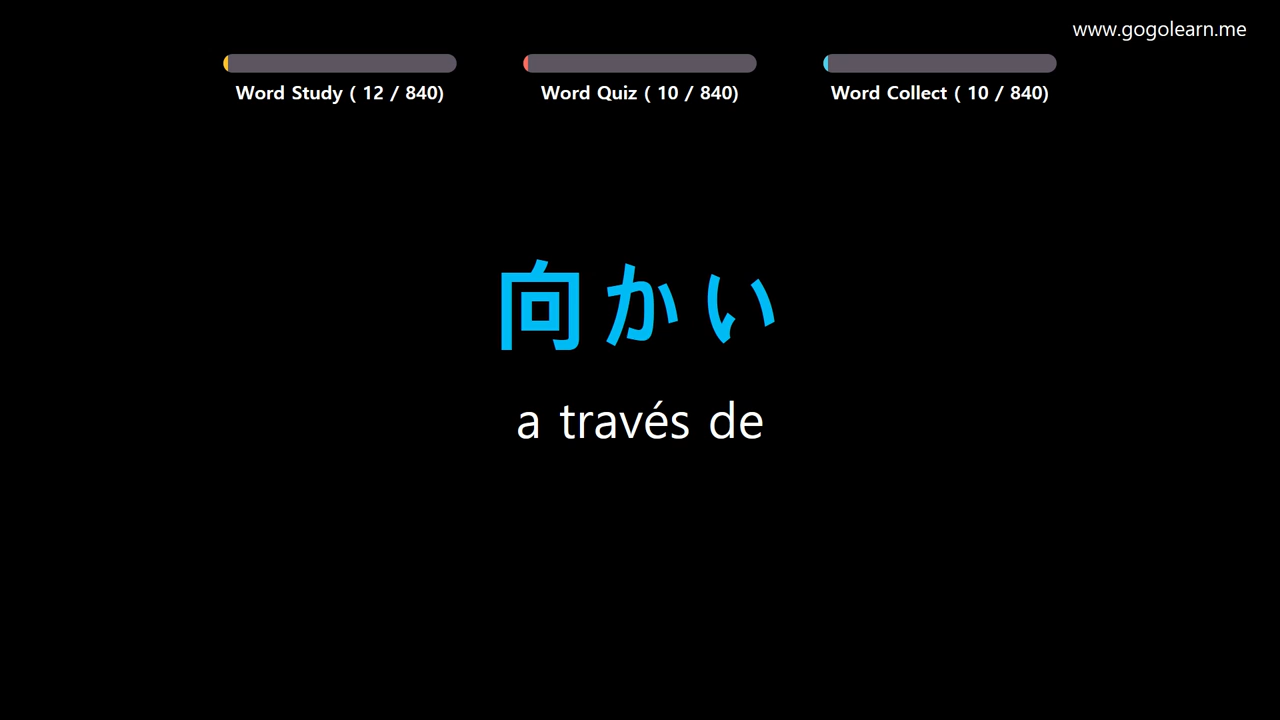 www.gogolearn.me
Word Study ( 12 / 840)
Word Quiz ( 10 / 840)
Word Collect ( 10 / 840)
向かい
a través de